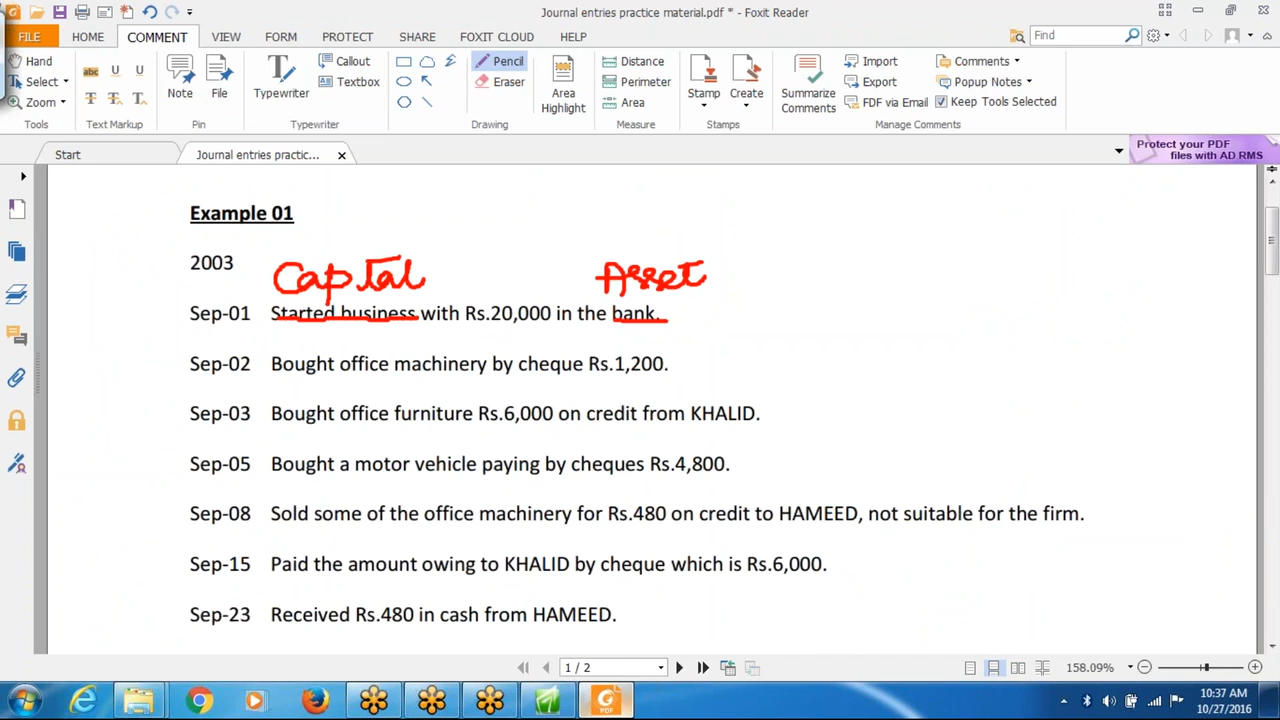 Journal entries practice material.pdf * - Foxit Reader
FILE HOME COMMENT VIEW FORM PROTECT SHARE FOXIT CLOUD HELP Find
Hand abc U U Callout Pencil Distance Import Comments
Select Note File Typewriter Textbox Eraser Area Highlight Perimeter Stamp Create Summarize Comments Export Popup Notes
Zoom T T T Area FDF via Email Keep Tools Selected
Tools Text Markup Pin Typewriter Drawing Measure Stamps Manage Comments
Start Journal entries practic... x Protect your PDF
files with AD RMS
Example 01
2003
Capital Asset
Sep-01 Started business with Rs.20,000 in the bank.
Sep-02 Bought office machinery by cheque Rs.1,200.
Sep-03 Bought office furniture Rs.6,000 on credit from KHALID.
Sep-05 Bought a motor vehicle paying by cheques Rs.4,800.
Sep-08 Sold some of the office machinery for Rs.480 on credit to HAMEED, not suitable for the firm.
Sep-15 Paid the amount owing to KHALID by cheque which is Rs.6,000.
Sep-23 Received Rs.480 in cash from HAMEED.
1 / 2 158.09%
PDF
10:37 AM
10/27/2016